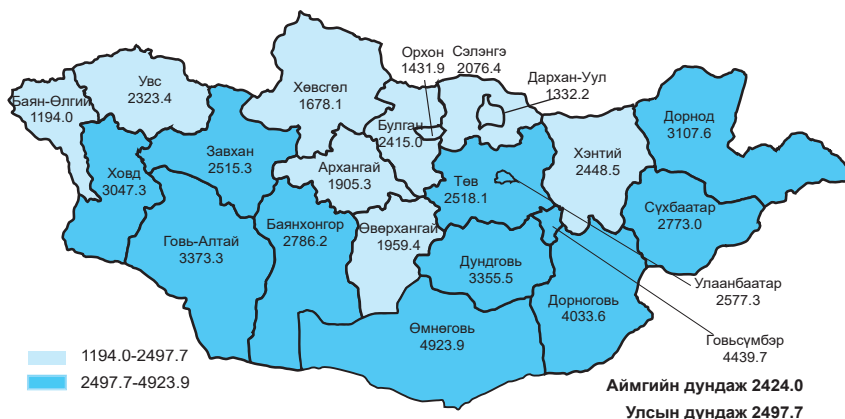 Орхон
1431.9
Сэлэнгэ
2076.4
Дархан-Уул
1332.2
Увс
2323.4
Хөвсгөл
1678.1
Баян-Өлгий
1194.0
Дорнод
3107.6
Булган
2415.0
Завхан
2515.3
Хэнтий
2448.5
Ховд
3047.3
Архангай
1905.3
Төв
2518.1
Сүхбаатар
2773.0
Баянхонгор
2786.2
Өвөрхангай
1959.4
Говь-Алтай
3373.3
Дундговь
3355.5
Улаанбаатар
2577.3
Дорноговь
4033.6
Өмнөговь
4923.9
Говьсүмбэр
4439.7
1194.0-2497.7
2497.7-4923.9
Аймгийн дундаж 2424.0
Улсын дундаж 2497.7